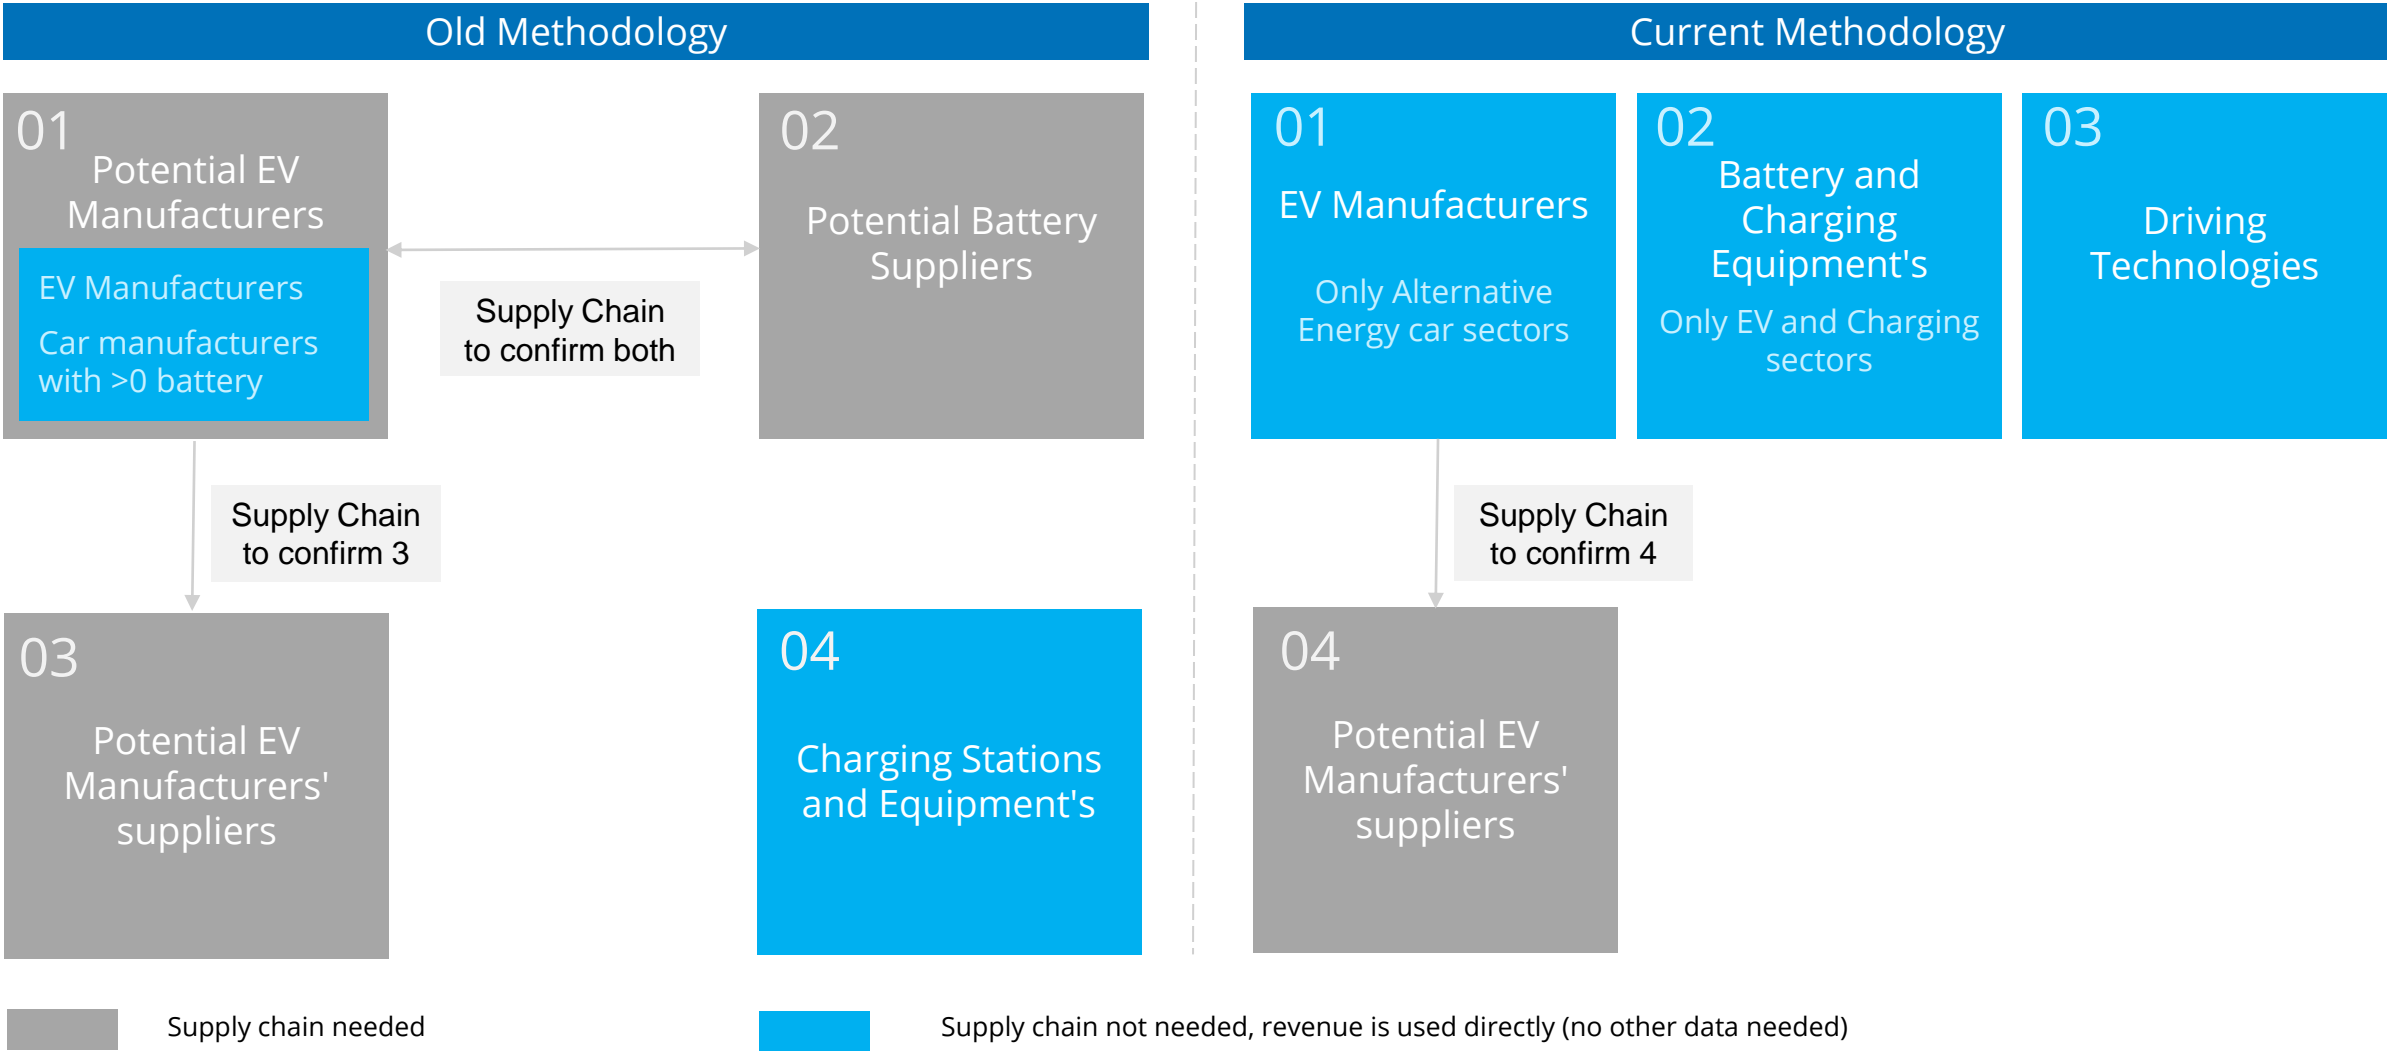 Old Methodology
01
Potential EV
Manufacturers
EV Manufacturers
Car manufacturers
with >0 battery
Supply Chain
to confirm both
02
Potential Battery
Suppliers
Supply Chain
to confirm 3
03
Potential EV
Manufacturers'
suppliers
04
Charging Stations
and Equipment's
Current Methodology
01
EV Manufacturers
Only Alternative
Energy car sectors
02
Battery and
Charging
Equipment's
Only EV and Charging
sectors
03
Driving
Technologies
Supply Chain
to confirm 4
04
Potential EV
Manufacturers'
suppliers
Supply chain needed
Supply chain not needed, revenue is used directly (no other data needed)